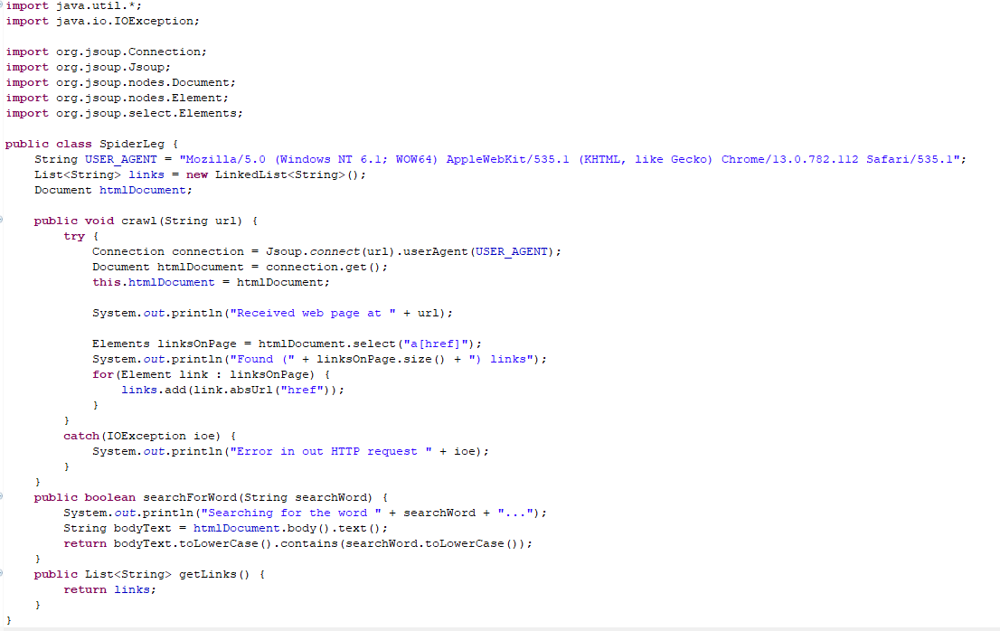 import java.util.*;
import java.io.IOException;

import org.jsoup.Connection;
import org.jsoup.Jsoup;
import org.jsoup.nodes.Document;
import org.jsoup.nodes.Element;
import org.jsoup.select.Elements;

public class SpiderLeg {
    String USER_AGENT = "Mozilla/5.0 (Windows NT 6.1; WOW64) AppleWebKit/535.1 (KHTML, like Gecko) Chrome/13.0.782.112 Safari/535.1";
    List<String> links = new LinkedList<String>();
    Document htmlDocument;

    public void crawl(String url) {
        try {
            Connection connection = Jsoup.connect(url).userAgent(USER_AGENT);
            Document htmlDocument = connection.get();
            this.htmlDocument = htmlDocument;

            System.out.println("Received web page at " + url);

            Elements linksOnPage = htmlDocument.select("a[href]");
            System.out.println("Found (" + linksOnPage.size() + ") links");
            for(Element link : linksOnPage) {
                links.add(link.absUrl("href"));
            }
        }
        catch(IOException ioe) {
            System.out.println("Error in out HTTP request " + ioe);
        }
    }
    public boolean searchForWord(String searchWord) {
        System.out.println("Searching for the word " + searchWord + "...");
        String bodyText = htmlDocument.body().text();
        return bodyText.toLowerCase().contains(searchWord.toLowerCase());
    }
    public List<String> getLinks() {
        return links;
    }
}